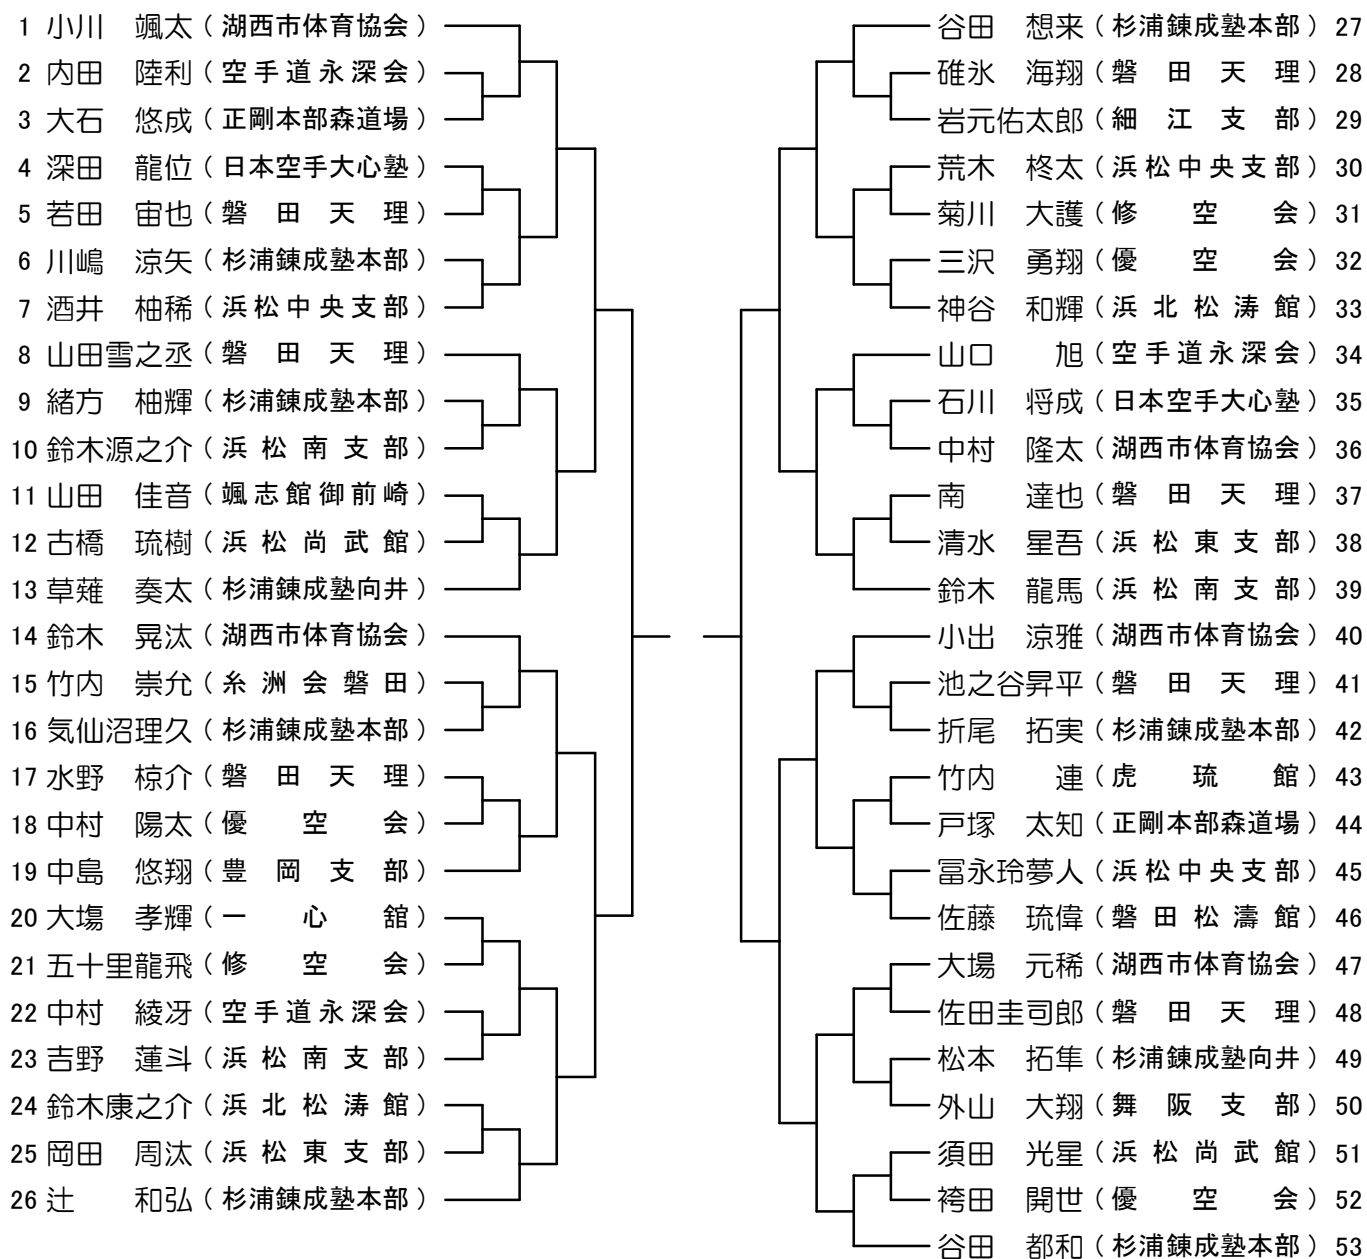 1 小川 颯太（湖西市体育協会）
2 内田 陸利（空手道永深会）
3 大石 悠成（正剛本部森道場）
4 深田 龍位（日本空手大心塾）
5 若田 宙也（磐田天理）
6 川嶋 涼矢（杉浦錬成塾本部）
7 酒井 柚稀（浜松中央支部）
8 山田雪之丞（磐田天理）
9 緒方 柚輝（杉浦錬成塾本部）
10 鈴木源之介（浜松南支部）
11 山田 佳音（颯志館御前崎）
12 古橋 琉樹（浜松尚武館）
13 草薙 奏太（杉浦錬成塾向井）
14 鈴木 晃汰（湖西市体育協会）
15 竹内 崇允（糸洲会磐田）
16 気仙沼理久（杉浦錬成塾本部）
17 水野 椋介（磐田天理）
18 中村 陽太（優空会）
19 中島 悠翔（豊岡支部）
20 大塲 孝輝（一心舘）
21 五十里龍飛（修空会）
22 中村 綾冴（空手道永深会）
23 吉野 蓮斗（浜松南支部）
24 鈴木康之介（浜北松涛館）
25 岡田 周汰（浜松東支部）
26 辻 和弘（杉浦錬成塾本部）
谷田 想来（杉浦錬成塾本部）27
碓氷 海翔（磐田天理）28
岩元佑太郎（細江支部）29
荒木 柊太（浜松中央支部）30
菊川 大護（修空会）31
三沢 勇翔（優空会）32
神谷 和輝（浜北松涛館）33
山口 旭（空手道永深会）34
石川 将成（日本空手大心塾）35
中村 隆太（湖西市体育協会）36
南 達也（磐田天理）37
清水 星吾（浜松東支部）38
鈴木 龍馬（浜松南支部）39
小出 涼雅（湖西市体育協会）40
池之谷昇平（磐田天理）41
折尾 拓実（杉浦錬成塾本部）42
竹内 連（虎琉館）43
戸塚 太知（正剛本部森道場）44
冨永玲夢人（浜松中央支部）45
佐藤 琉偉（磐田松濤館）46
大場 元稀（湖西市体育協会）47
佐田圭司郎（磐田天理）48
松本 拓隼（杉浦錬成塾向井）49
外山 大翔（舞阪支部）50
須田 光星（浜松尚武館）51
袴田 開世（優空会）52
谷田 都和（杉浦錬成塾本部）53